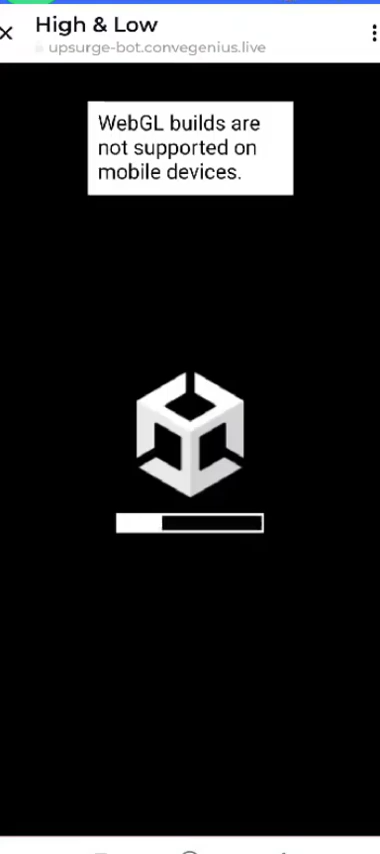 High & Low
upsurge-bot.convegenius.live
WebGL builds are
not supported on
mobile devices.